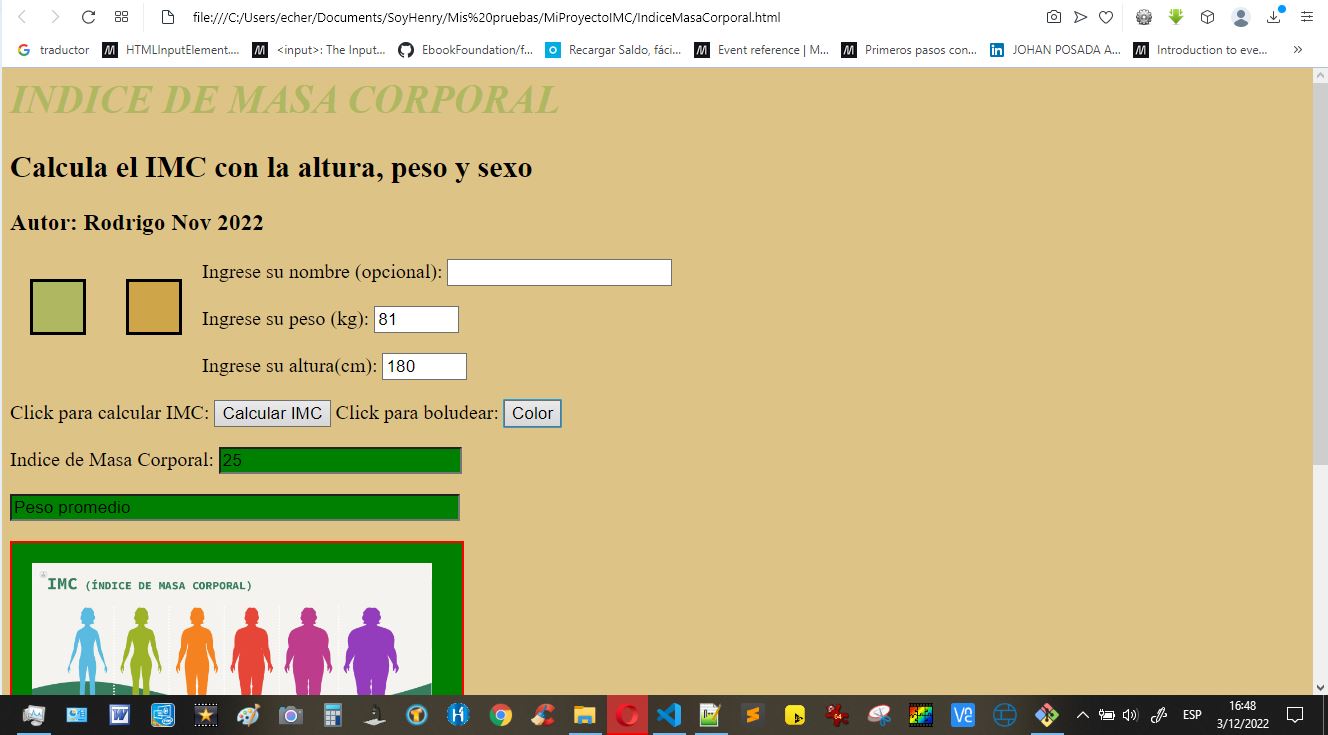 file:///C:/Users/echer/Documents/SoyHenry/Mis%20pruebas/MiProyectoIMC/IndiceMasaCorporal.html
traductor HTMLInputElement.... <input>: The Input... EbookFoundation/f... Recargar Saldo, fáci... Event reference | M... Primeros pasos con... JOHAN POSADA A... Introduction to eve... »
INDICE DE MASA CORPORAL
Calcula el IMC con la altura, peso y sexo
Autor: Rodrigo Nov 2022
Ingrese su nombre (opcional):
Ingrese su peso (kg): 81
Ingrese su altura(cm): 180
Click para calcular IMC: Calcular IMC Click para boludear: Color
Indice de Masa Corporal: 25
Peso promedio
IMC (ÍNDICE DE MASA CORPORAL)
ESP
16:48
3/12/2022